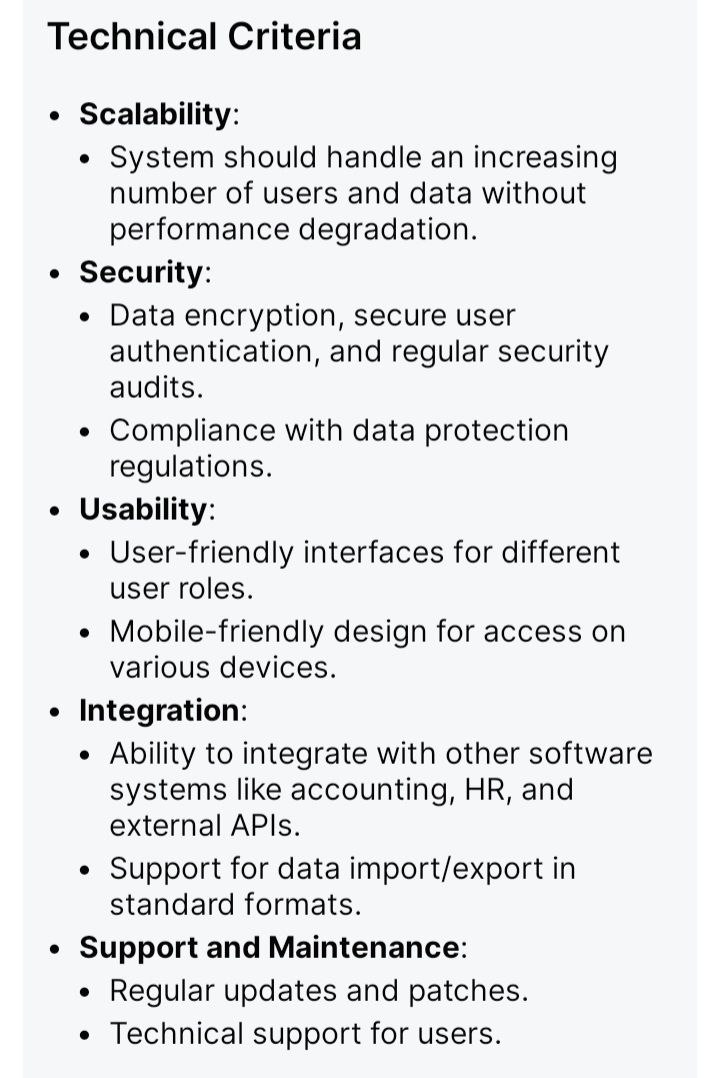 Technical Criteria
• Scalability:
• System should handle an increasing
number of users and data without
performance degradation.
• Security:
• Data encryption, secure user
authentication, and regular security
audits.
• Compliance with data protection
regulations.
• Usability:
• User-friendly interfaces for different
user roles.
• Mobile-friendly design for access on
various devices.
• Integration:
• Ability to integrate with other software
systems like accounting, HR, and
external APIs.
• Support for data import/export in
standard formats.
• Support and Maintenance:
• Regular updates and patches.
• Technical support for users.